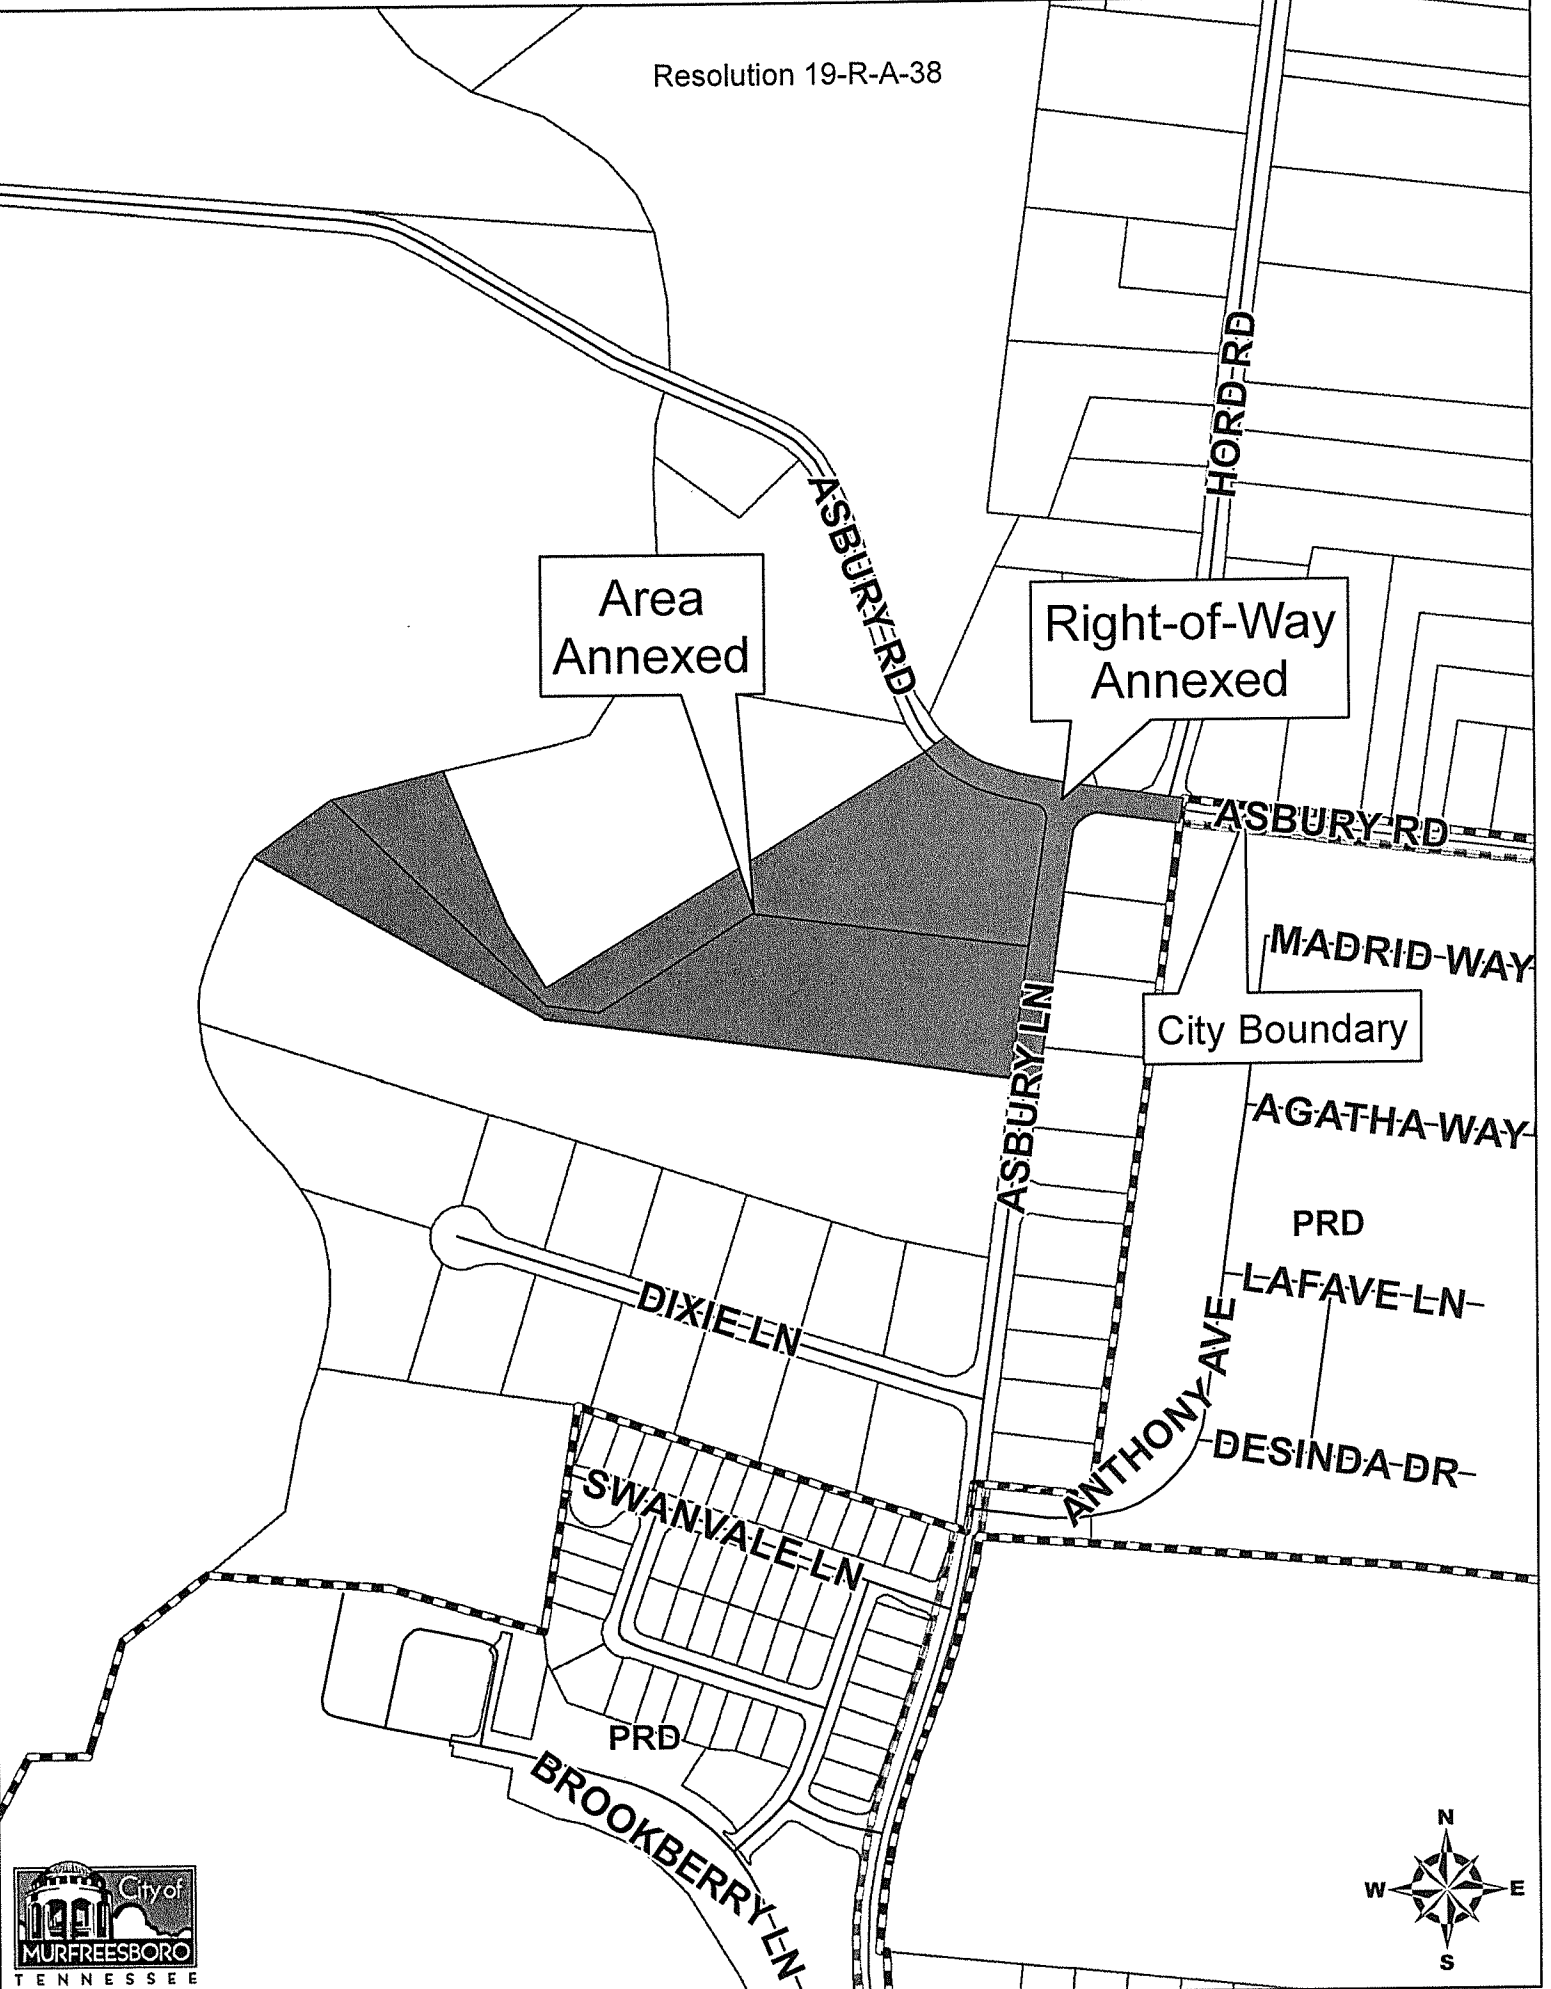 Resolution 19-R-A-38
HORD RD
ASBURY RD
Area
Annexed
Right-of-Way
Annexed
ASBURY RD
MADRID WAY
City Boundary
ASBURY LN
AGATHA WAY
PRD
LAFAVE LN
DIXIE LN
ANTHONY AVE
DESINDA DR
SWANVALE LN
PRD
BROOKBERRY LN
N
W
E
S
City of
MURFREESBORO
TENNESSEE